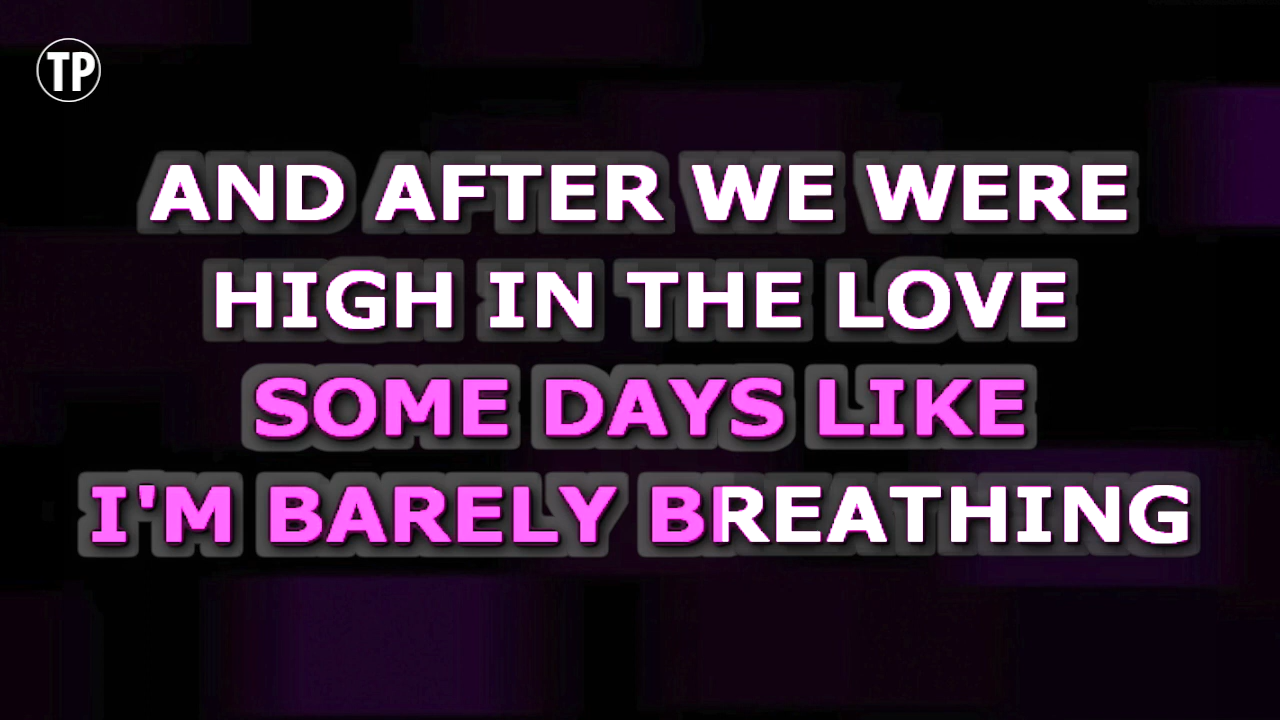 TP
AND AFTER WE WERE
HIGH IN THE LOVE
SOME DAYS LIKE
I'M BARELY BREATHING